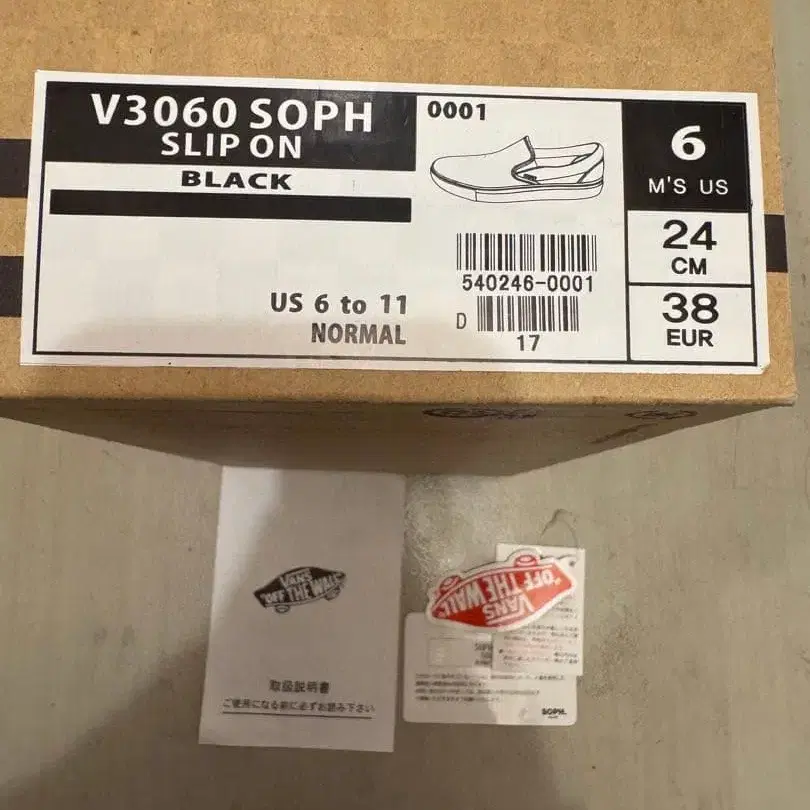 V3060 SOPH
SLIP ON
BLACK
US 6 to 11
NORMAL
0001
540246-0001
D
17
6
M'S US
24
CM
38
EUR
VANS
"OFF THE WALL"
取扱説明書
ご使用になる前に必ずお読み下さい
VANS
"OFF THE WALL"
SOPH.